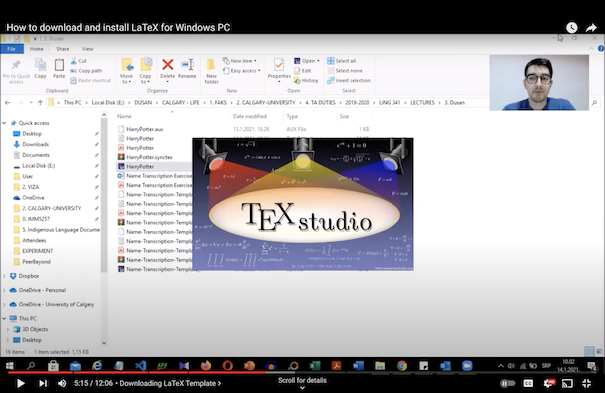 How to download and install LaTeX for Windows PC
File Home Share View
Pin to Quick access
Copy
Paste
Cut
Copy path
Paste shortcut
Move to
Copy to
Delete
Rename
New folder
New item
Easy access
Properties
Open
Edit
History
Select all
Select none
Invert selection
Clipboard Organize New Open Select
This PC > Local Disk (E:) > DUSAN > CALGARY - LIFE > 1. FAKS > 2. CALGARY-UNIVERSITY > 4. TA DUTIES > 2019-2020 > LING 341 > LECTURES > 3. Dusan
Name Date modified Type Size
Quick access
Desktop
Downloads
Documents
Local Disk (E:)
User
2. VIZA
OneDrive
2. CALGARY-UNIVERSITY
0. IMM5257
5. Indigenous Language Docume
Attendees
EXPERIMENT
PeerBeyond
Dropbox
OneDrive - Personal
OneDrive - University of Calgary
This PC
3D Objects
Desktop
HarryPotter.aux 13.1.2021. 18.26 AUX File 1 KB
HarryPotter
HarryPotter
HarryPotter.synctex
HarryPotter
Name Transcription Exercise
Name Transcription Exercise
Name-Transcription-Templa
Name-Transcription-Templa
Name-Transcription-Templa
Name-Transcription-Templa
Name-Transcription-Templa
Name-Transcription-Templa
TEXstudio
16 items 1 item selected 1,15 KB
SRP
10.02
14.1.2021.
5:15 / 12:06 • Downloading LaTeX Template >
Scroll for details